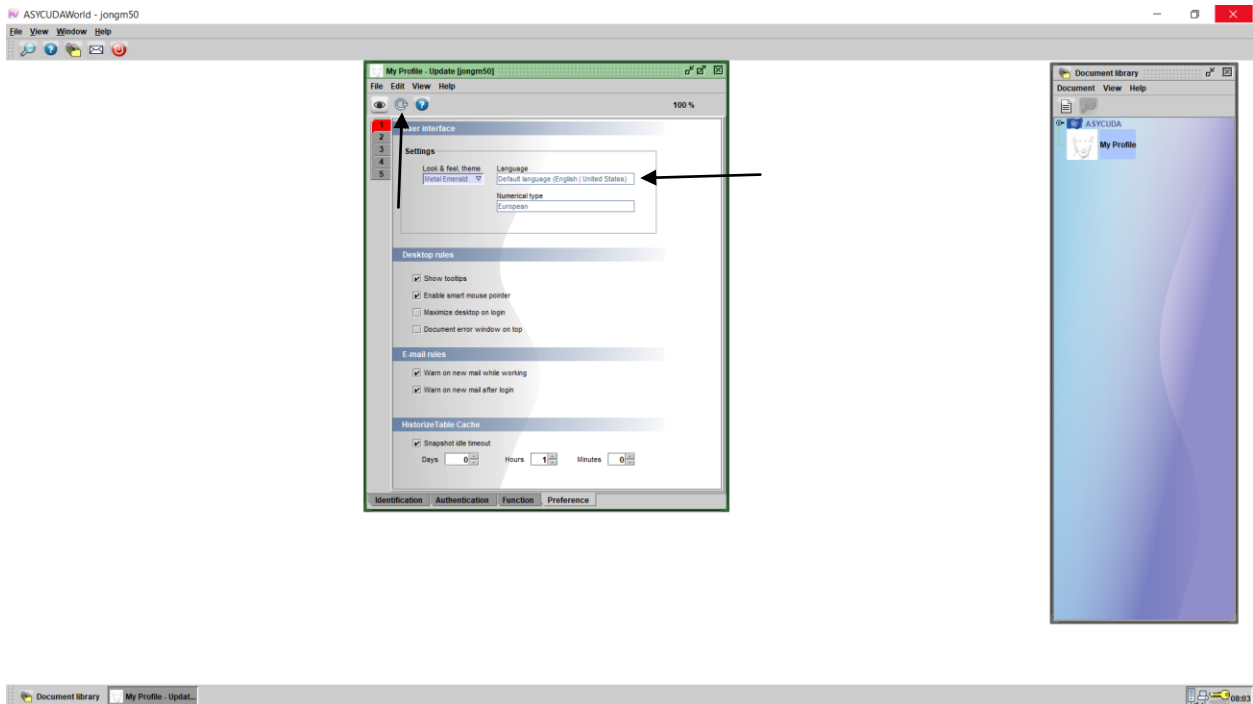 ASYCUDAWorld - jongm50
File View Window Help
My Profile - Update [jongm50]
File Edit View Help
100 %
1
2
3
4
5
User interface
Settings
Look & feel, theme Language
Metal Emerald Default language (English | United States)
Numerical type
European
Desktop rules
Show tooltips
Enable smart mouse pointer
Maximize desktop on login
Document error window on top
E-mail rules
Warn on new mail while working
Warn on new mail after login
HistorizeTable Cache
Snapshot idle timeout
Days 0 Hours 1 Minutes 0
Identification Authentication Function Preference
Document library
Document View Help
ASYCUDA
My Profile
Document library My Profile - Updat...
08:03